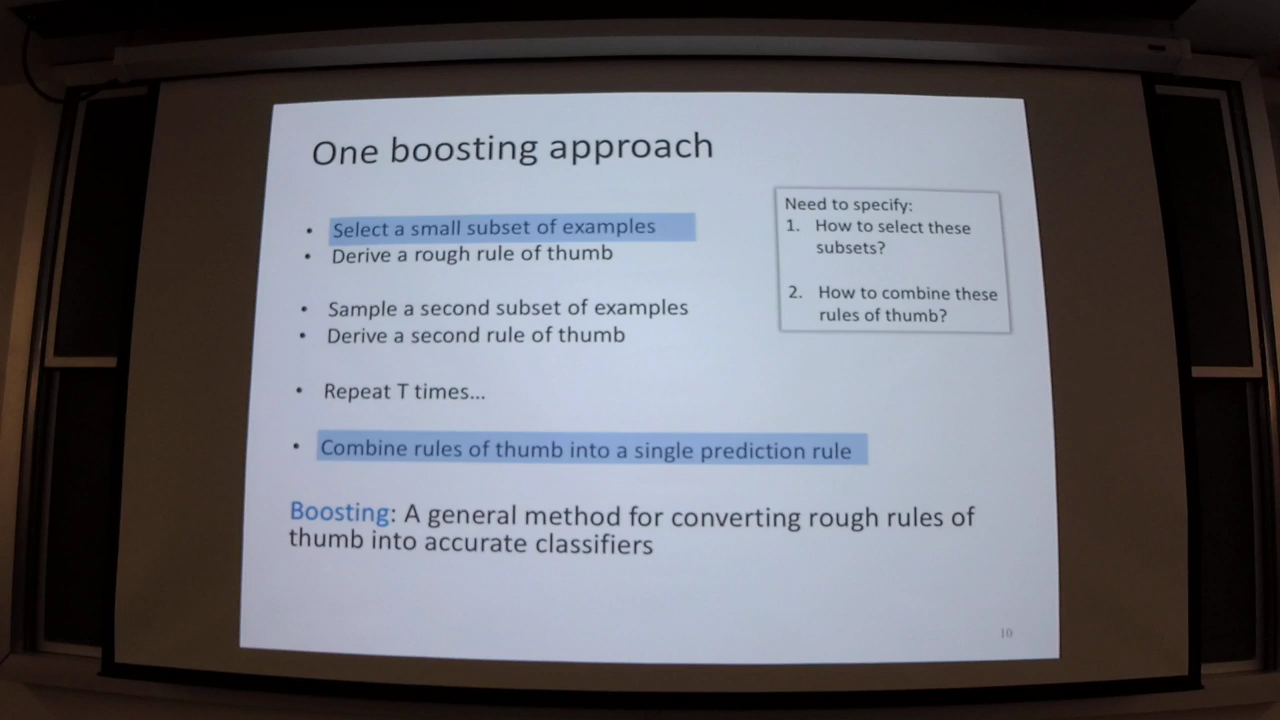 One boosting approach
• Select a small subset of examples
• Derive a rough rule of thumb
• Sample a second subset of examples
• Derive a second rule of thumb
• Repeat T times...
• Combine rules of thumb into a single prediction rule
Boosting: A general method for converting rough rules of
thumb into accurate classifiers
Need to specify:
1. How to select these
subsets?
2. How to combine these
rules of thumb?
10